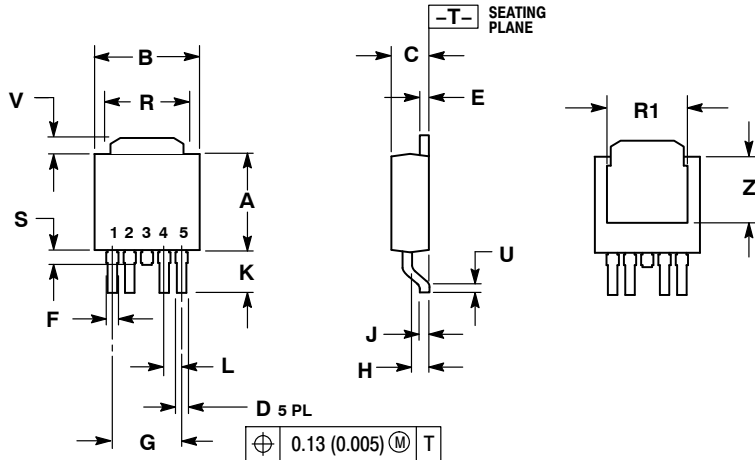 –T– SEATING
PLANE
B
C
V
R
E
R1
Z
A
S
1 2 3 4 5
K
U
F
J
L
H
D 5 PL
G
⌖ 0.13 (0.005) Ⓜ T